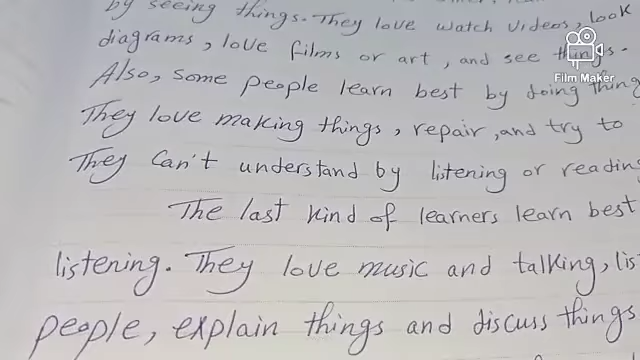 by seeing things. They love watch videos, look
diagrams, love films or art, and see things.
Also, some people learn best by doing thing
They love making things, repair, and try to
They can't understand by listening or reading
The last kind of learners learn best
listening. They love music and talking, lis
people, explain things and discuss things
Film Maker